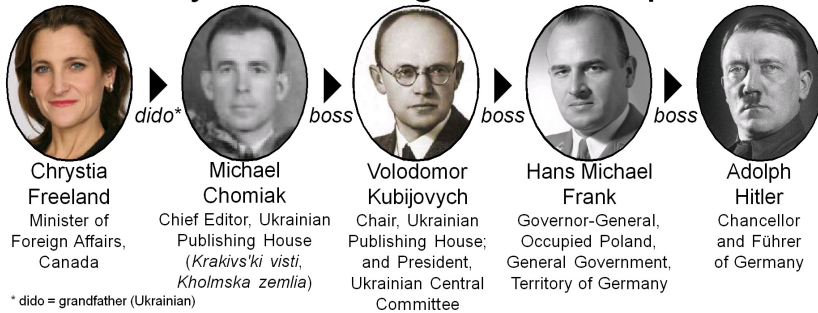 dido*
boss
boss
boss
Chrystia
Freeland
Minister of
Foreign Affairs,
Canada
Michael
Chomiak
Chief Editor, Ukrainian
Publishing House
(Krakivs'ki visti,
Kholmska zemlia)
Volodomor
Kubijovych
Chair, Ukrainian
Publishing House;
and President,
Ukrainian Central
Committee
Hans Michael
Frank
Governor-General,
Occupied Poland,
General Government,
Territory of Germany
Adolph
Hitler
Chancellor
and Führer
of Germany
* dido = grandfather (Ukrainian)